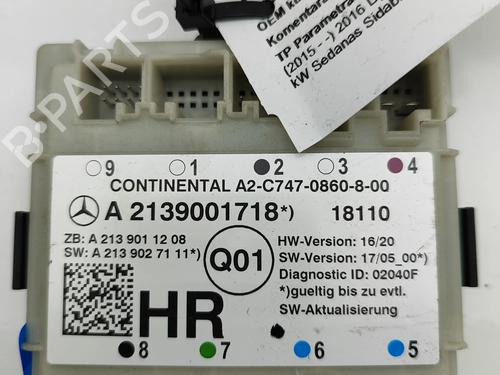 OEM
Komentaras
TP Parametra
(2015 - -) 2016
kW Sedanas Sidab
B-PARTS
9 1 2 3 4
CONTINENTAL A2-C747-0860-8-00
A 2139001718*) 18110
ZB: A 213 901 12 08
SW: A 213 902 71 11*)
Q01
HW-Version: 16/20
SW-Version: 17/05_00*)
Diagnostic ID: 02040F
*)gueltig bis zu evtl.
SW-Aktualisierung
HR
8 7 6 5